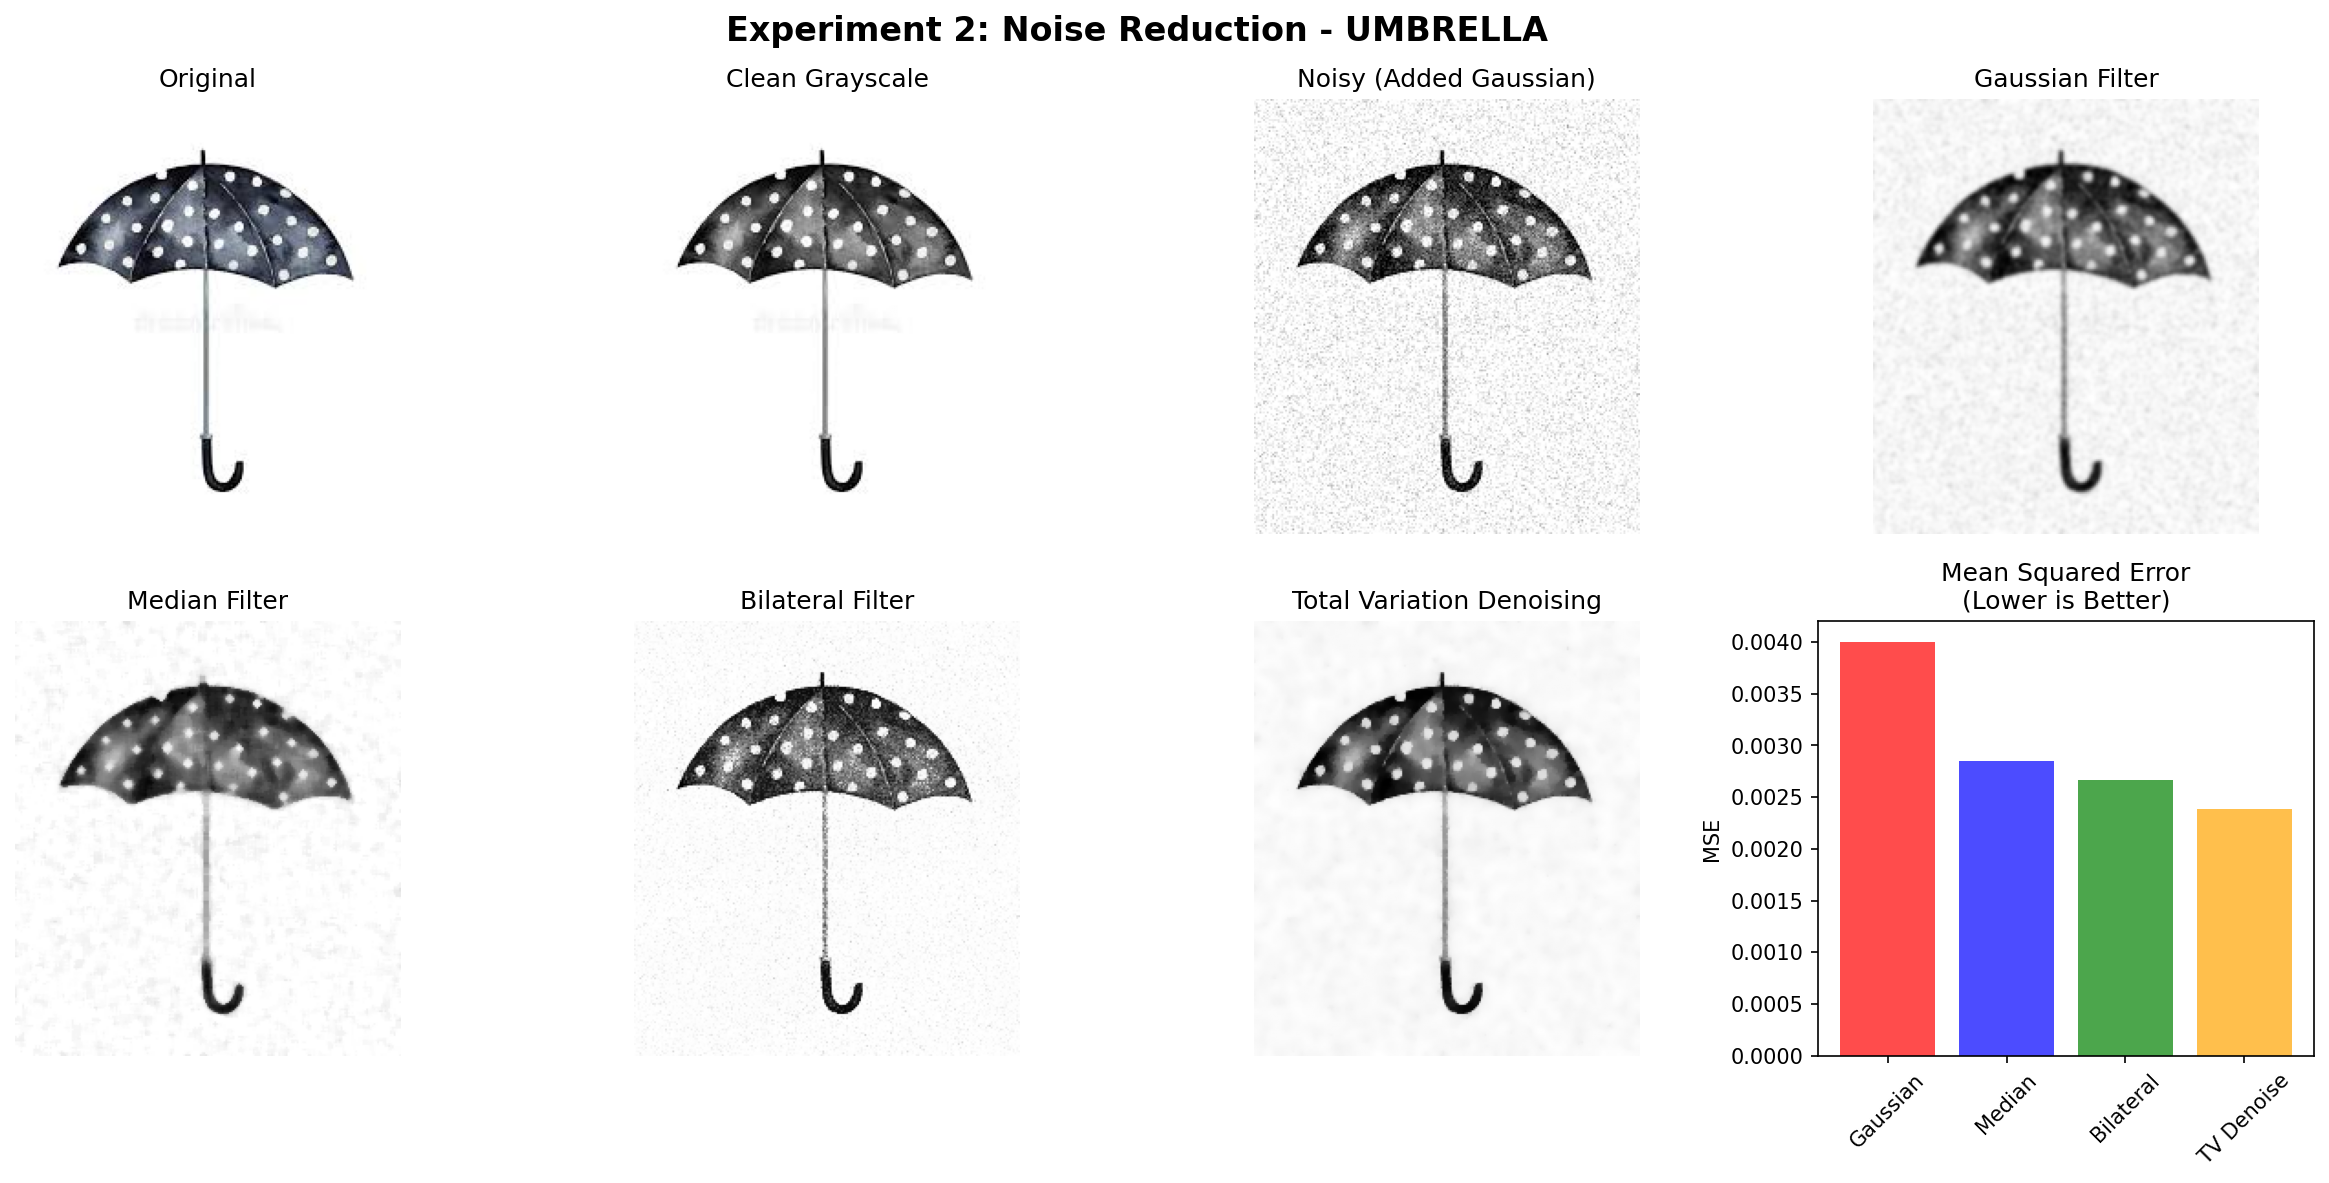 Experiment 2: Noise Reduction - UMBRELLA
Original
Clean Grayscale
Noisy (Added Gaussian)
Gaussian Filter
Median Filter
Bilateral Filter
Total Variation Denoising
Mean Squared Error
(Lower is Better)
0.0040
0.0035
0.0030
0.0025
0.0020
0.0015
0.0010
0.0005
0.0000
MSE
Gaussian
Median
Bilateral
TV Denoise